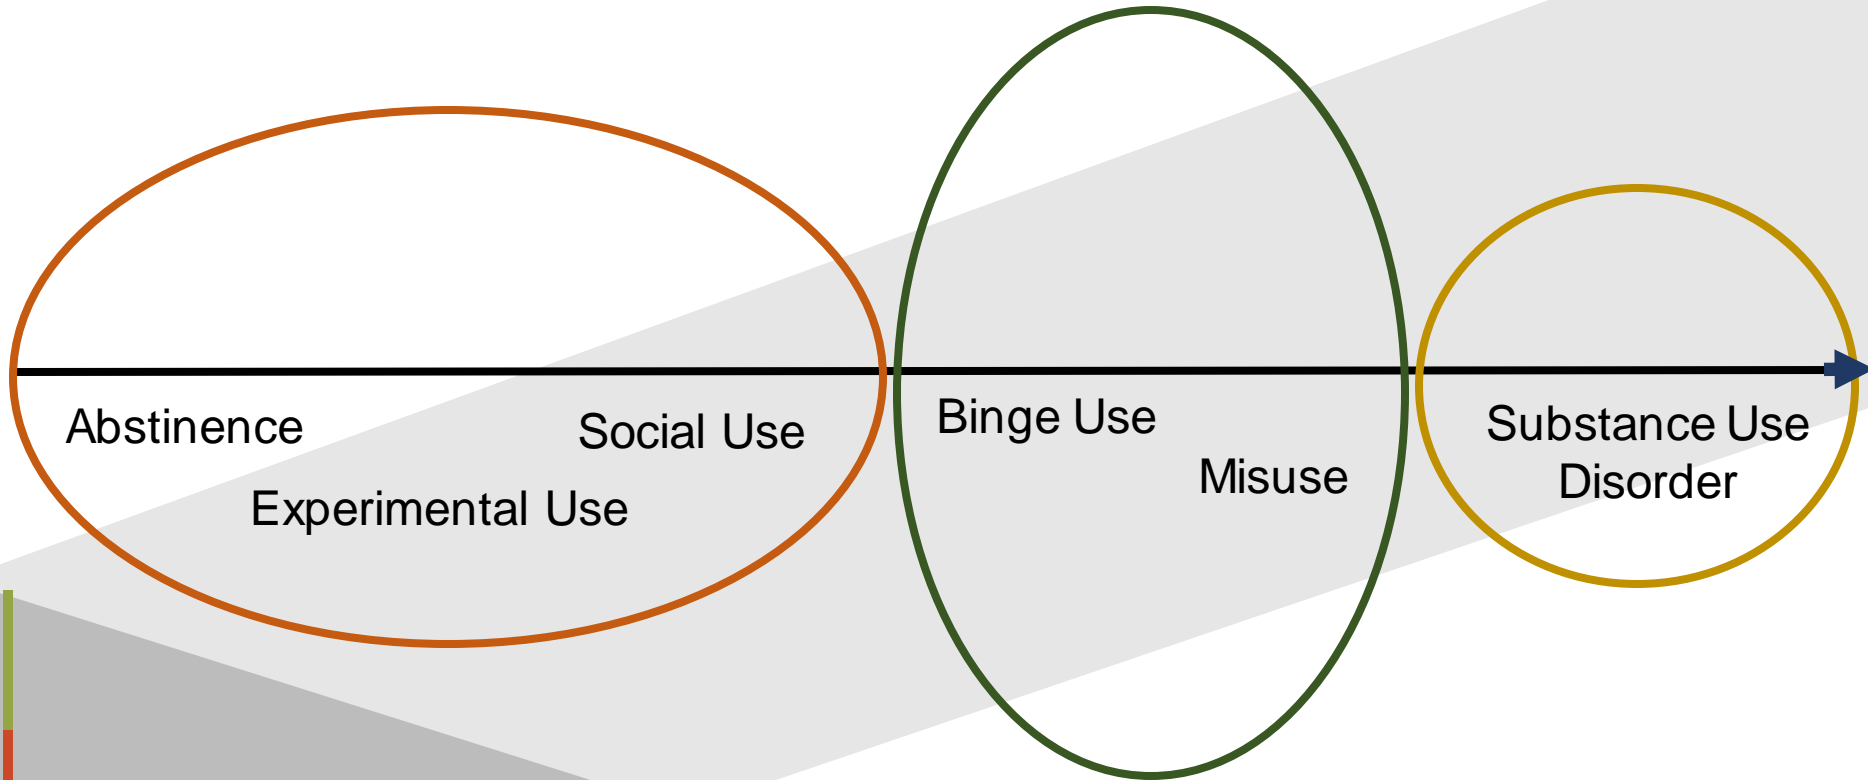 Abstinence
Experimental Use
Social Use
Binge Use
Misuse
Substance Use
Disorder